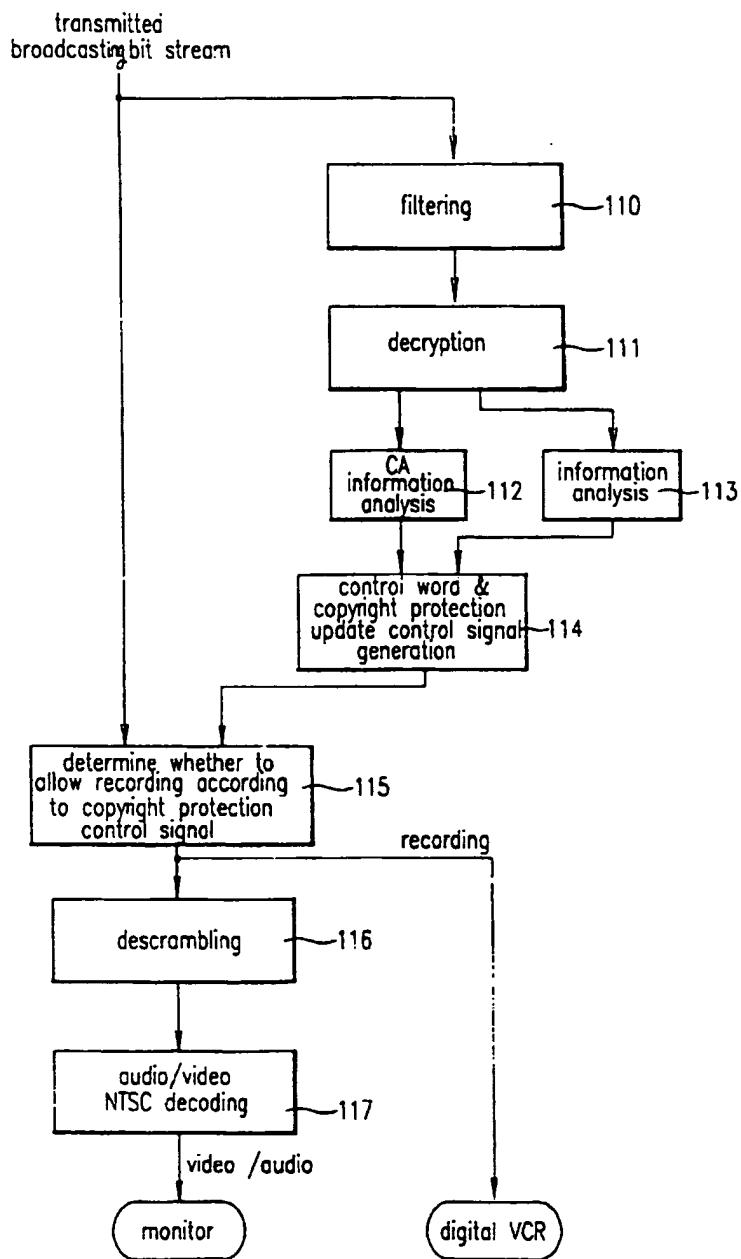 transmitted
broadcasting bit stream
filtering
110
decryption
111
CA
information
analysis
112
information
analysis
113
control word &
copyright protection
update control signal
generation
114
determine whether to
allow recording according
to copyright protection
control signal
115
recording
descrambling
116
audio/video
NTSC decoding
117
video /audio
monitor
digital VCR